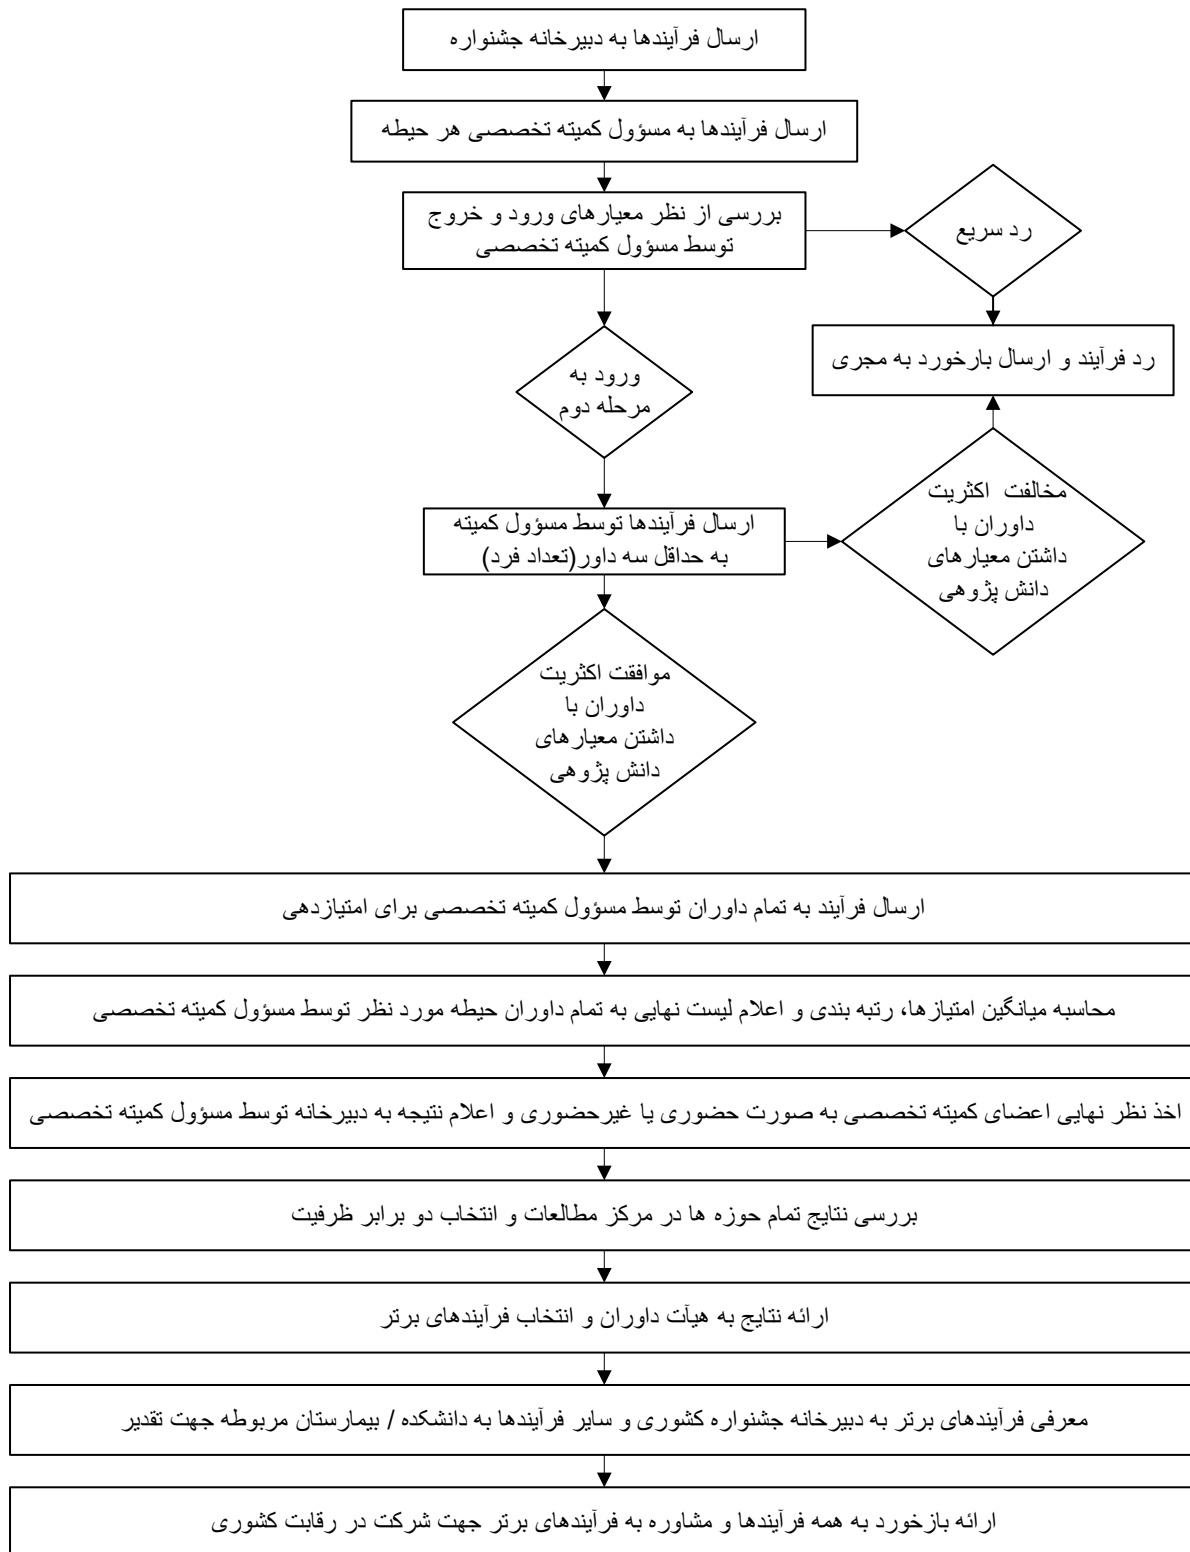 ارسال فرآیندها به دبیرخانه جشنواره
ارسال فرآیندها به مسؤول کمیته تخصصی هر حیطه
بررسی از نظر معیارهای ورود و خروج
توسط مسؤول کمیته تخصصی
رد سریع
رد فرآیند و ارسال بارخورد به مجری
ورود به
مرحله دوم
ارسال فرآیندها توسط مسؤول کمیته
به حداقل سه داور(تعداد فرد)
مخالفت اکثریت
داوران با
داشتن معیارهای
دانش پژوهی
موافقت اکثریت
داوران با
داشتن معیارهای
دانش پژوهی
ارسال فرآیند به تمام داوران توسط مسؤول کمیته تخصصی برای امتیازدهی
محاسبه میانگین امتیازها، رتبه بندی و اعلام لیست نهایی به تمام داوران حیطه مورد نظر توسط مسؤول کمیته تخصصی
اخذ نظر نهایی اعضای کمیته تخصصی به صورت حضوری یا غیرحضوری و اعلام نتیجه به دبیرخانه توسط مسؤول کمیته تخصصی
بررسی نتایج تمام حوزه ها در مرکز مطالعات و انتخاب دو برابر ظرفیت
ارائه نتایج به هیآت داوران و انتخاب فرآیندهای برتر
معرفی فرآیندهای برتر به دبیرخانه جشنواره کشوری و سایر فرآیندها به دانشکده / بیمارستان مربوطه جهت تقدیر
ارائه بازخورد به همه فرآیندها و مشاوره به فرآیندهای برتر جهت شرکت در رقابت کشوری